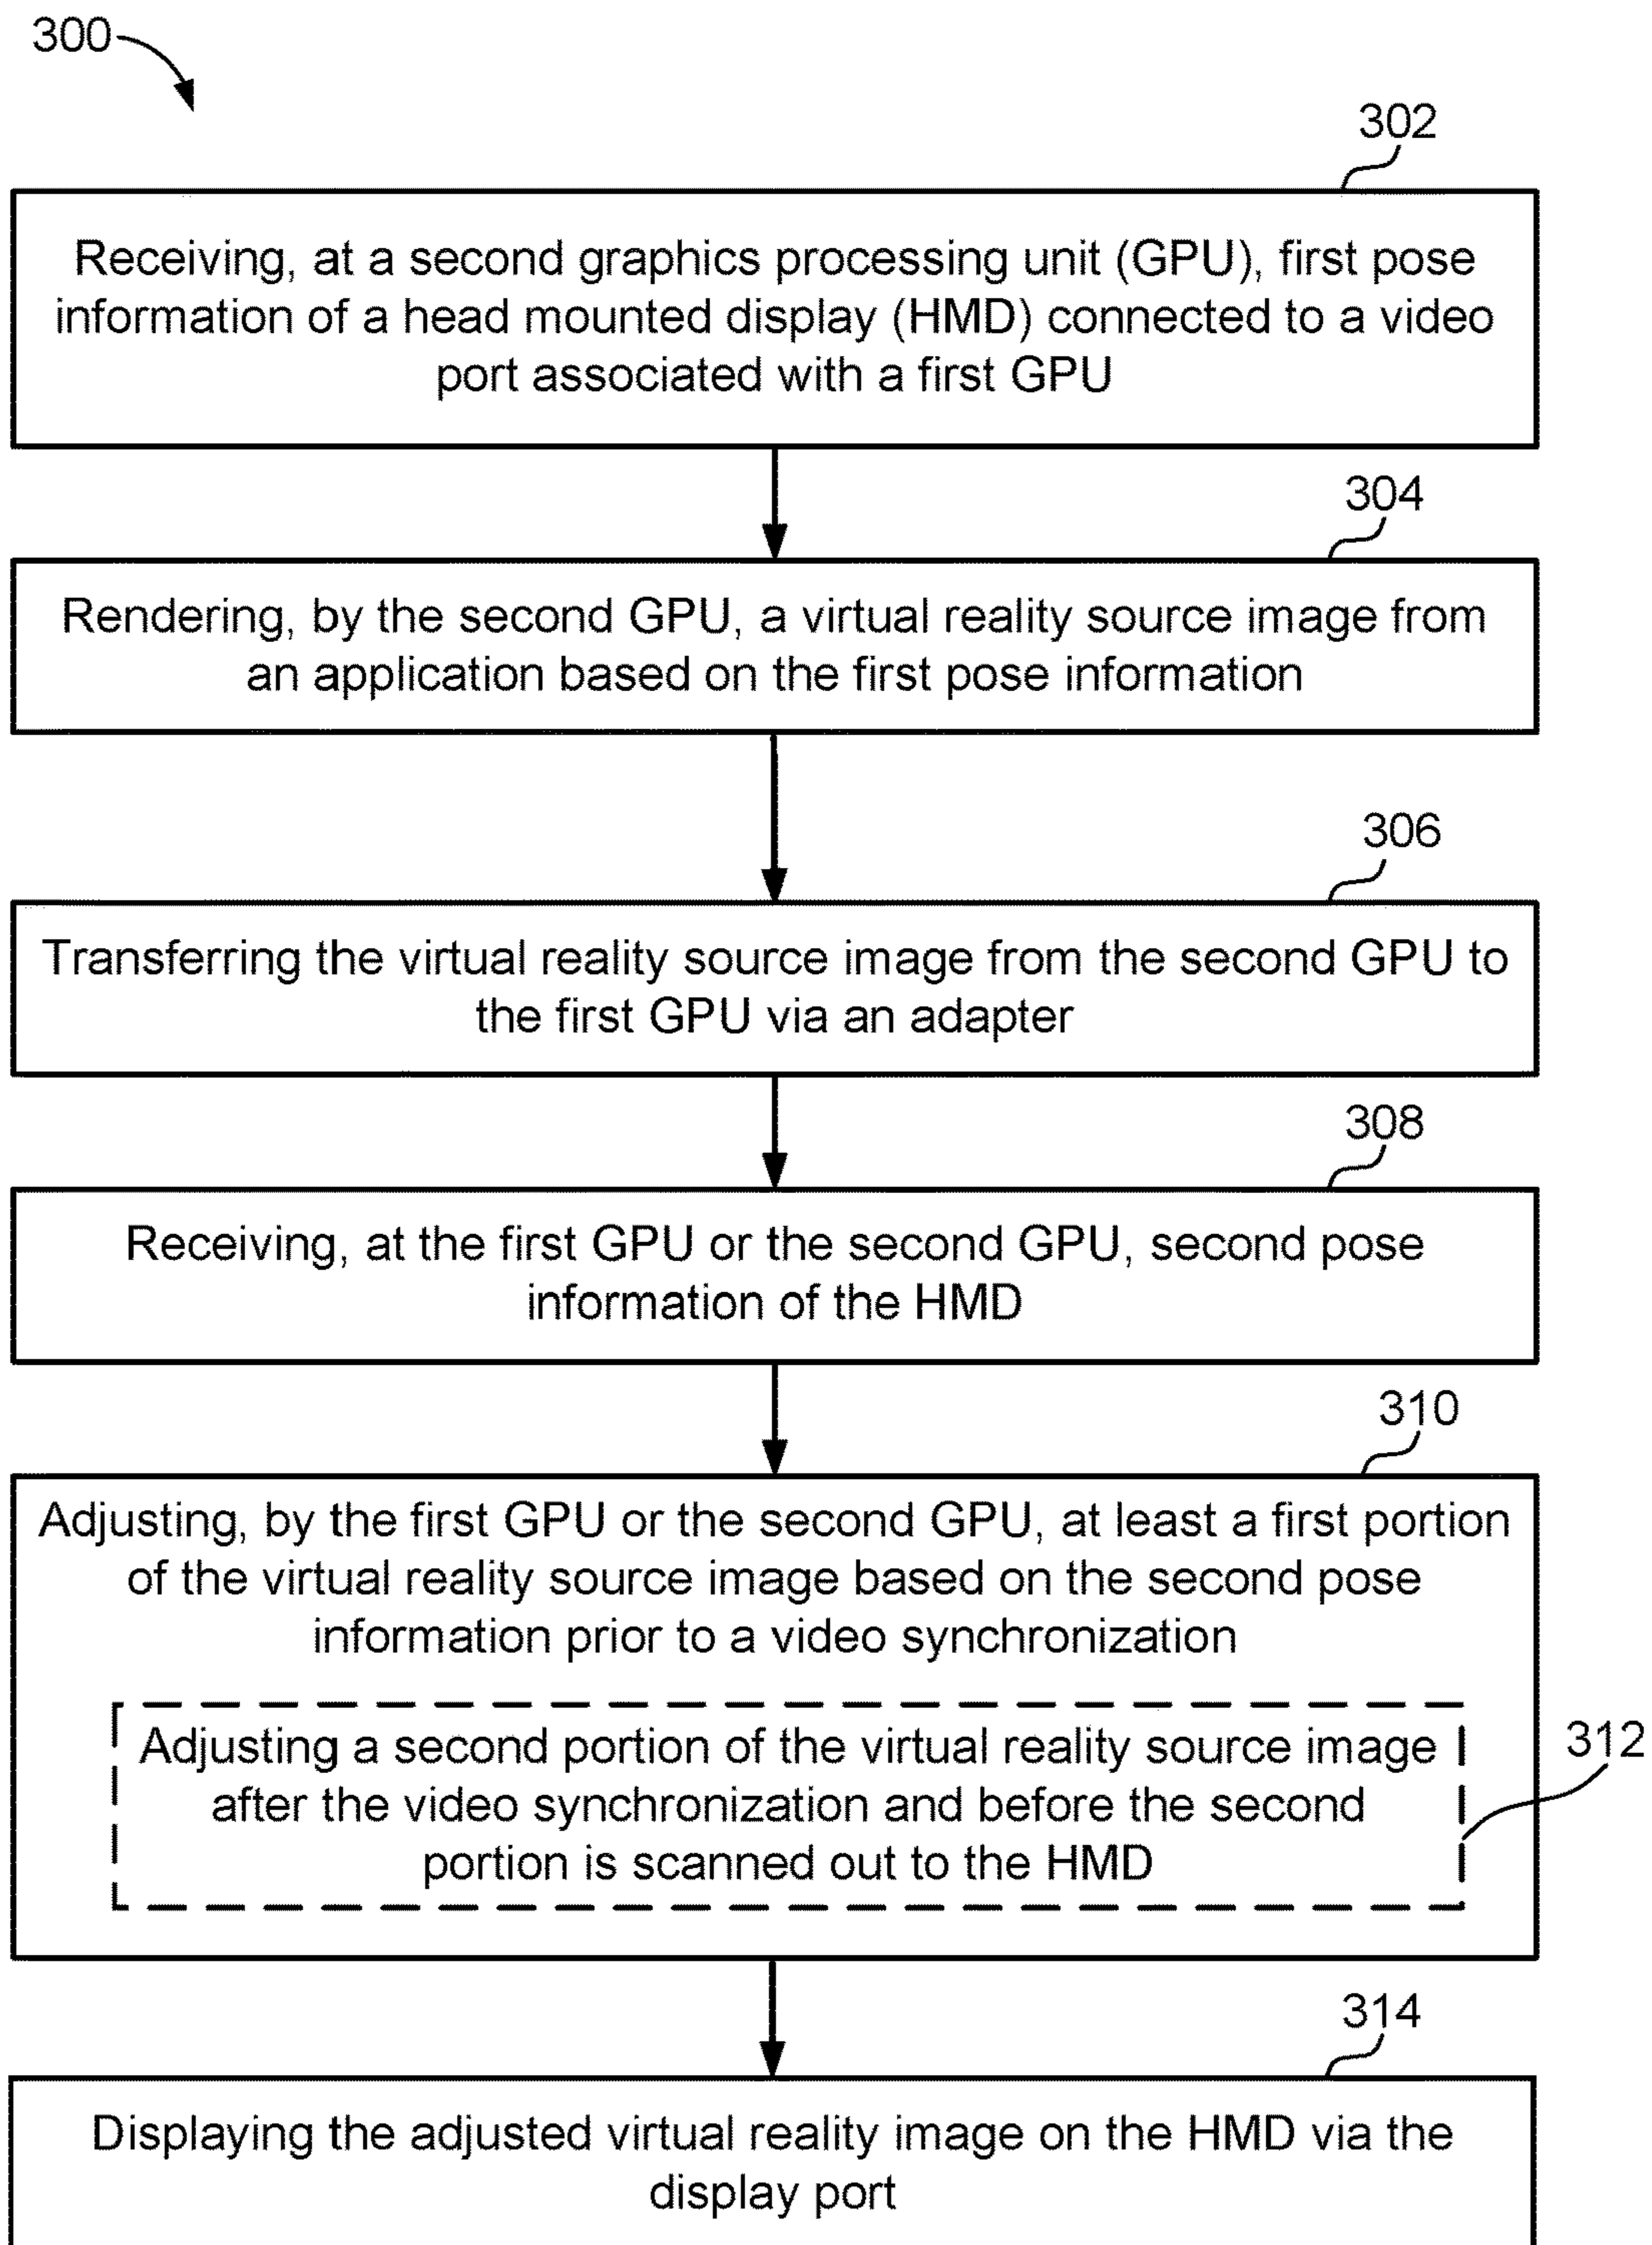 300
302
Receiving, at a second graphics processing unit (GPU), first pose
information of a head mounted display (HMD) connected to a video
port associated with a first GPU
304
Rendering, by the second GPU, a virtual reality source image from
an application based on the first pose information
306
Transferring the virtual reality source image from the second GPU to
the first GPU via an adapter
308
Receiving, at the first GPU or the second GPU, second pose
information of the HMD
310
Adjusting, by the first GPU or the second GPU, at least a first portion
of the virtual reality source image based on the second pose
information prior to a video synchronization
312
Adjusting a second portion of the virtual reality source image
after the video synchronization and before the second
portion is scanned out to the HMD
314
Displaying the adjusted virtual reality image on the HMD via the
display port